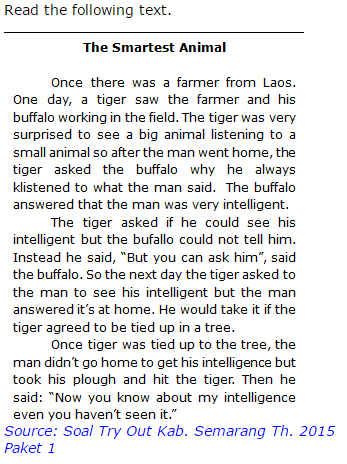 Read the following text.
The Smartest Animal
Once there was a farmer from Laos.
One day, a tiger saw the farmer and his
buffalo working in the field. The tiger was very
surprised to see a big animal listening to a
small animal so after the man went home, the
tiger asked the buffalo why he always
klistened to what the man said.  The buffalo
answered that the man was very intelligent.
The tiger asked if he could see his
intelligent but the bufallo could not tell him.
Instead he said, “But you can ask him”, said
the buffalo. So the next day the tiger asked to
the man to see his intelligent but the man
answered it’s at home. He would take it if the
tiger agreed to be tied up in a tree.
Once tiger was tied up to the tree, the
man didn’t go home to get his intelligence but
took his plough and hit the tiger. Then he
said: “Now you know about my intelligence
even you haven’t seen it.”
Source: Soal Try Out Kab. Semarang Th. 2015
Paket 1